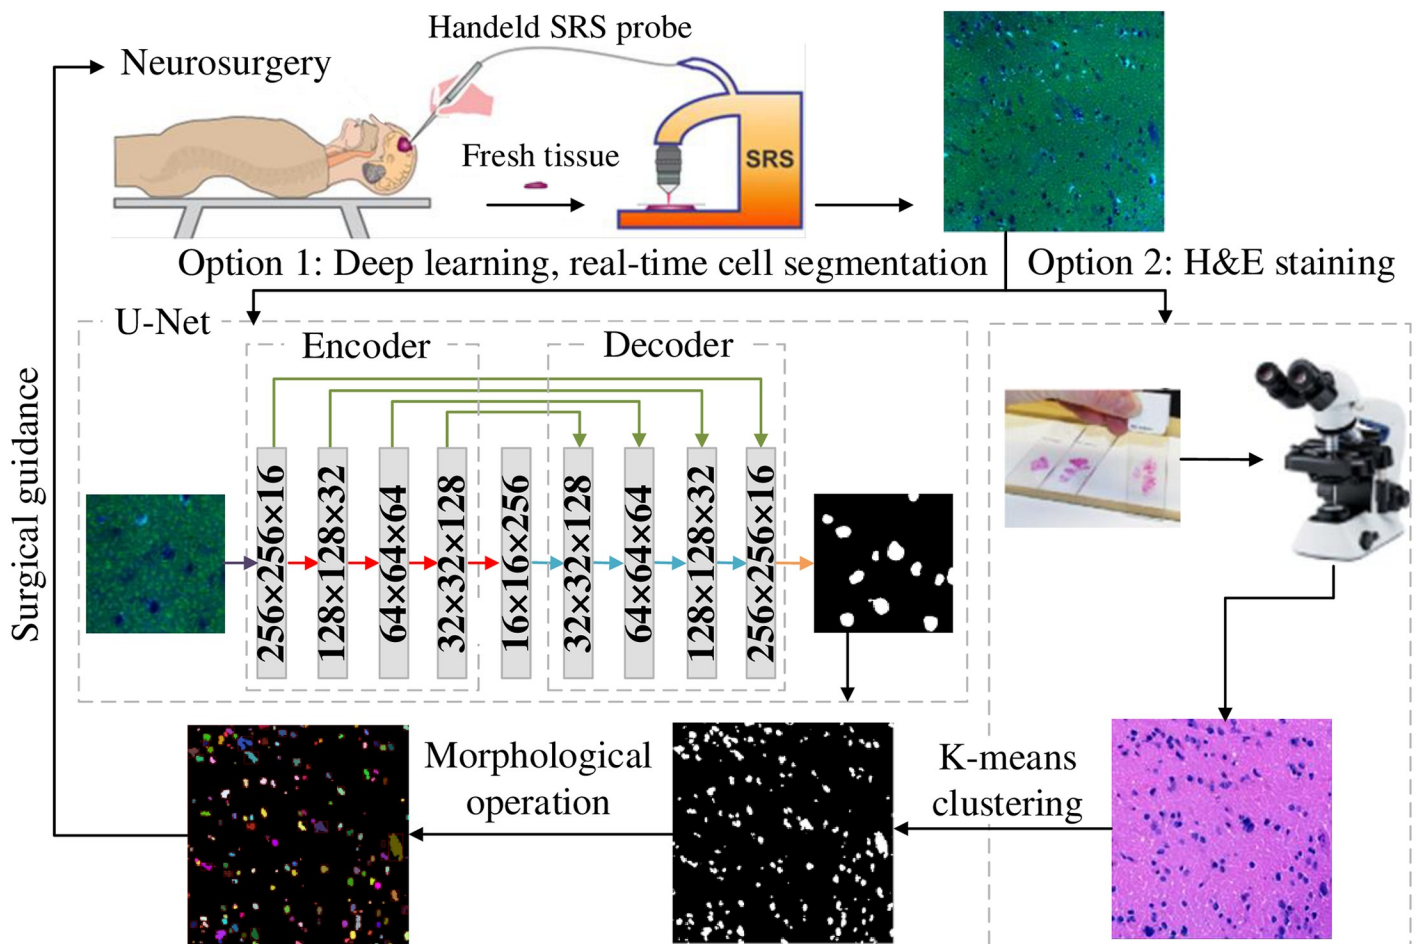 Handeld SRS probe
Neurosurgery
Fresh tissue
SRS
Option 1: Deep learning, real-time cell segmentation
Option 2: H&E staining
U-Net
Encoder
Decoder
256×256×16
128×128×32
64×64×64
32×32×128
16×16×256
32×32×128
64×64×64
128×128×32
256×256×16
Surgical guidance
Morphological
operation
K-means
clustering